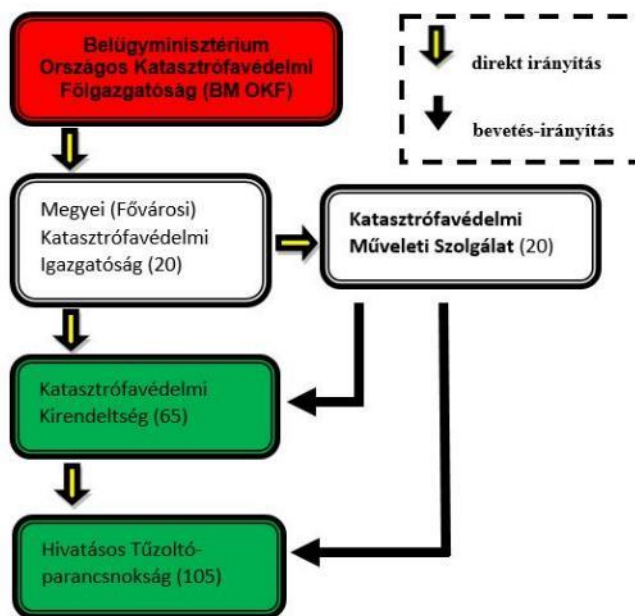 Belügyminisztérium
Országos Katasztrófavédelmi
Főigazgatóság (BM OKF)
direkt irányítás
bevetés-irányítás
Megyei (Fővárosi)
Katasztrófavédelmi
Igazgatóság (20)
Katasztrófavédelmi
Műveleti Szolgálat (20)
Katasztrófavédelmi
Kirendeltség (65)
Hivatásos Tűzoltó-
parancsnokság (105)